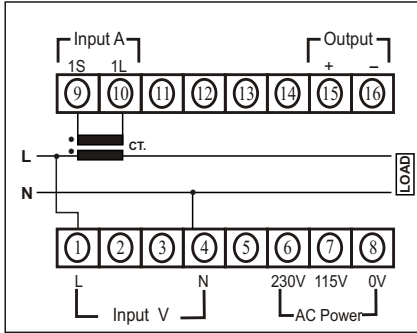 Input A Output
1S 1L + –
9 10 11 12 13 14 15 16
CT.
L
N
LOAD
1 2 3 4 5 6 7 8
L N 230V 115V 0V
Input V AC Power